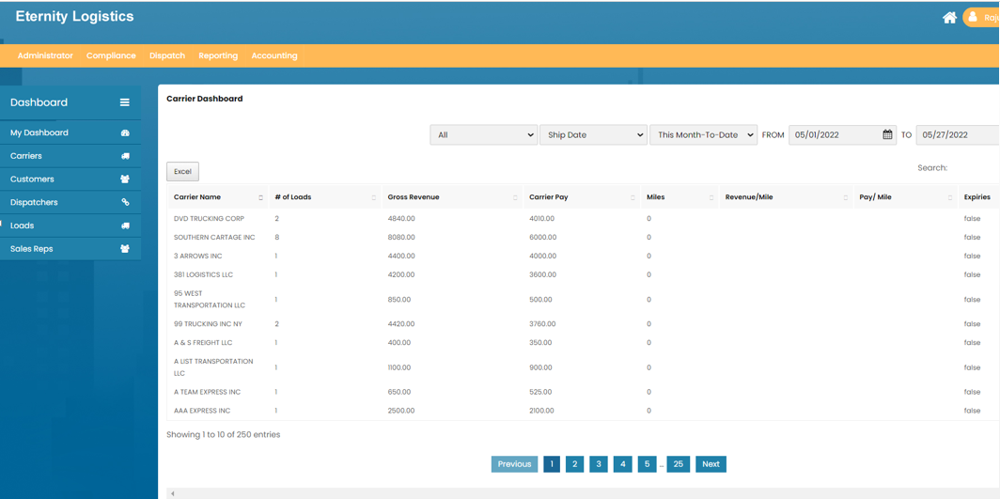 Eternity Logistics
Administrator Compliance Dispatch Reporting Accounting
Dashboard
My Dashboard
Carriers
Customers
Dispatchers
Loads
Sales Reps
Carrier Dashboard
All Ship Date This Month-To-Date FROM 05/01/2022 TO 05/27/2022
Search:
Excel
Carrier Name # of Loads Gross Revenue Carrier Pay Miles Revenue/Mile Pay/ Mile Expiries
DVD TRUCKING CORP 2 4840.00 4010.00 0 false
SOUTHERN CARTAGE INC 8 8080.00 6000.00 0 false
3 ARROWS INC 1 4400.00 4000.00 0 false
381 LOGISTICS LLC 1 4200.00 3600.00 0 false
95 WEST
TRANSPORTATION LLC 1 850.00 500.00 0 false
99 TRUCKING INC NY 2 4420.00 3760.00 0 false
A & S FREIGHT LLC 1 400.00 350.00 0 false
A LIST TRANSPORTATION
LLC 1 1100.00 900.00 0 false
A TEAM EXPRESS INC 1 650.00 525.00 0 false
AAA EXPRESS INC 1 2500.00 2100.00 0 false
Showing 1 to 10 of 250 entries
Previous 1 2 3 4 5 ... 25 Next